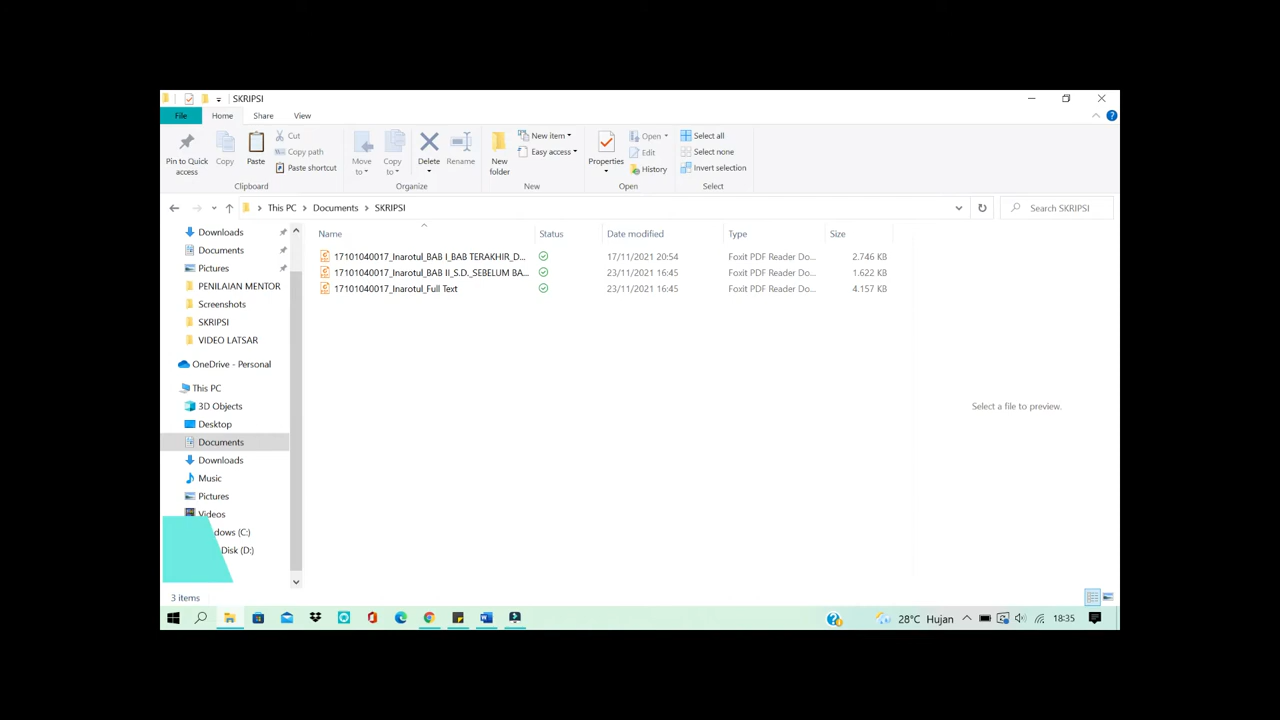 SKRIPSI
File Home Share View
Pin to Quick access
Copy
Paste
Cut
Copy path
Paste shortcut
Clipboard
Move to
Copy to
Delete
Rename
Organize
New folder
New item
Easy access
New
Properties
Open
Edit
History
Open
Select all
Select none
Invert selection
Select
This PC > Documents > SKRIPSI
Search SKRIPSI
Downloads
Documents
Pictures
PENILAIAN MENTOR
Screenshots
SKRIPSI
VIDEO LATSAR
OneDrive - Personal
This PC
3D Objects
Desktop
Documents
Downloads
Music
Pictures
Videos
dows (C:)
Disk (D:)
Name Status Date modified Type Size
17101040017_Inarotul_BAB I_BAB TERAKHIR_D... 17/11/2021 20:54 Foxit PDF Reader Do... 2.746 KB
17101040017_Inarotul_BAB II_S.D._SEBELUM BA... 23/11/2021 16:45 Foxit PDF Reader Do... 1.622 KB
17101040017_Inarotul_Full Text 23/11/2021 16:45 Foxit PDF Reader Do... 4.157 KB
Select a file to preview.
3 items
28°C Hujan 18:35